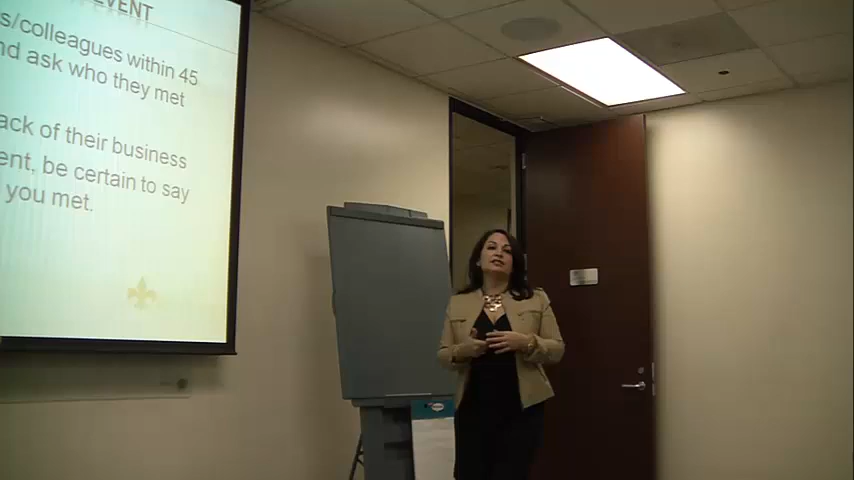 EVENT
s/colleagues within 45
nd ask who they met
ack of their business
ent, be certain to say
you met.